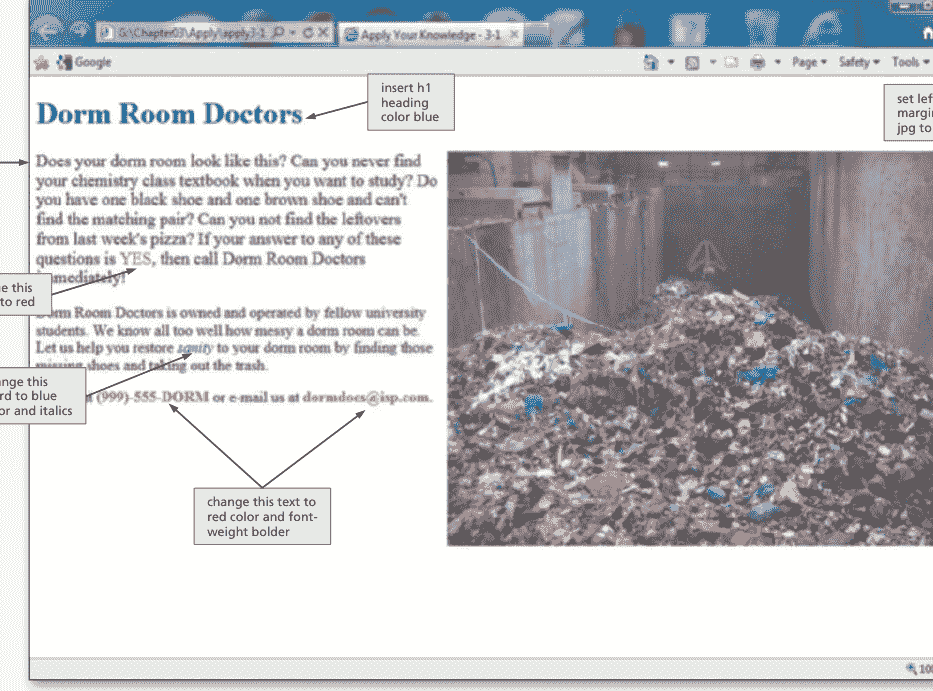 G:\Chapter03\Apply\apply3-1
Apply Your Knowledge - 3-1
Google
Page
Safety
Tools
insert h1
heading
color blue
set lef
margin
jpg to
Dorm Room Doctors
Does your dorm room look like this? Can you never find
your chemistry class textbook when you want to study? Do
you have one black shoe and one brown shoe and can't
find the matching pair? Can you not find the leftovers
from last week's pizza? If your answer to any of these
questions is YES, then call Dorm Room Doctors
immediately!
e this
to red
Dorm Room Doctors is owned and operated by fellow university
students. We know all too well how messy a dorm room can be.
Let us help you restore sanity to your dorm room by finding those
missing shoes and taking out the trash.
ange this
rd to blue
or and italics
(999)-555-DORM or e-mail us at dormdocs@isp.com.
change this text to
red color and font-
weight bolder
100